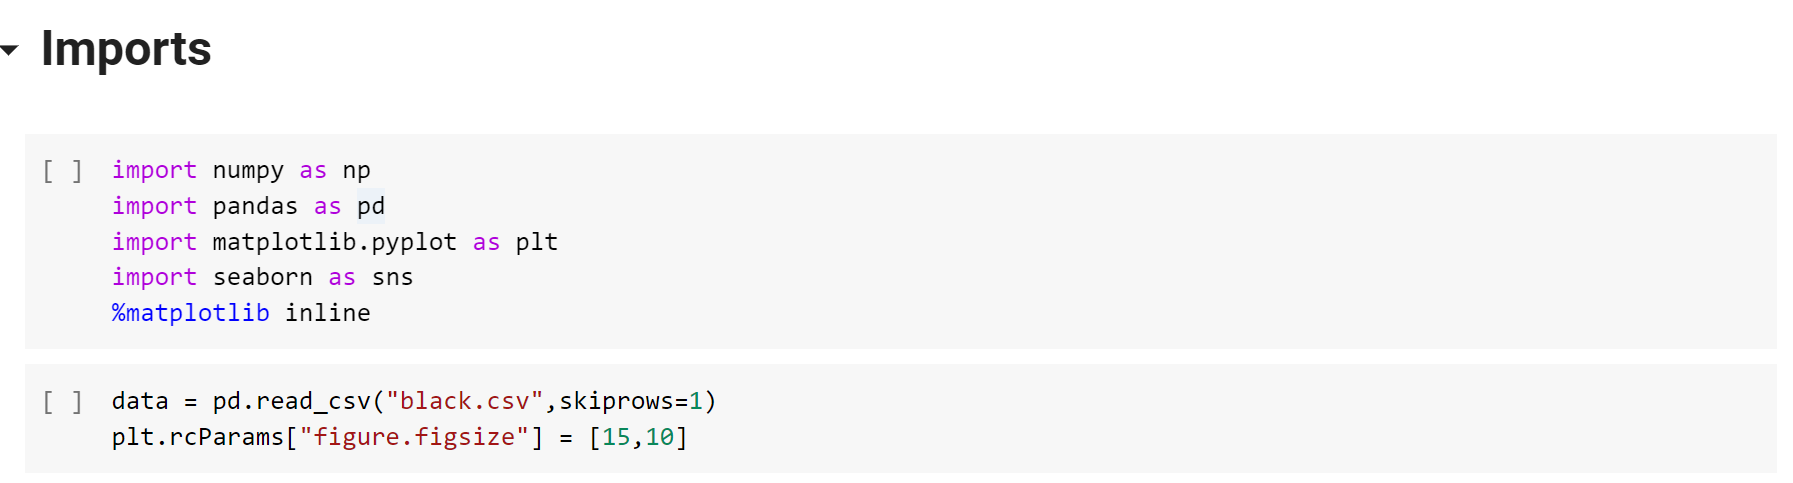 Imports
[ ] import numpy as np
import pandas as pd
import matplotlib.pyplot as plt
import seaborn as sns
%matplotlib inline
[ ] data = pd.read_csv("black.csv",skiprows=1)
plt.rcParams["figure.figsize"] = [15,10]